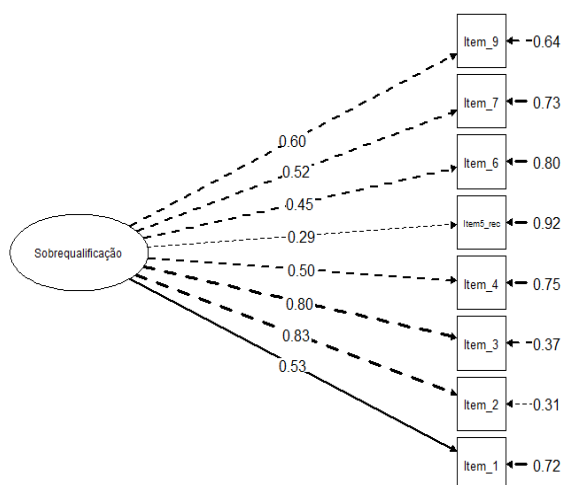 Item_9
0.64
Item_7
0.73
0.60
0.52
Item_6
0.80
0.45
Item5_rec
0.92
0.29
Sobrequalificação
0.50
Item_4
0.75
0.80
0.83
Item_3
0.37
0.53
Item_2
0.31
Item_1
0.72